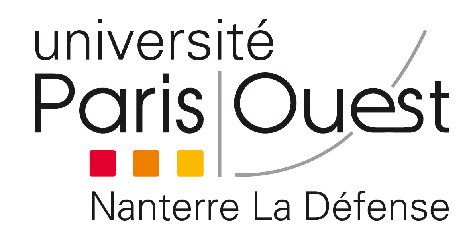 université
Paris Ouest
Nanterre La Défense